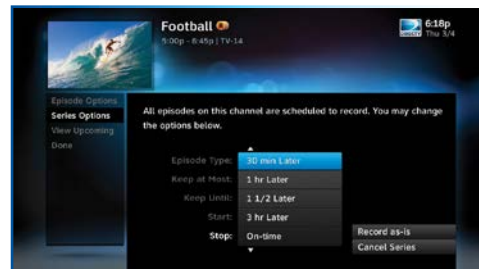 Football
5:00p - 8:45p | TV-14
DIRECTV
6:18p
Thu 3/4
Episode Options
Series Options
View Upcoming
Done
All episodes on this channel are scheduled to record. You may change
the options below.
Episode Type: 30 min Later
Keep at Most: 1 hr Later
Keep Until: 1 1/2 Later
Start: 3 hr Later
Stop: On-time
Record as-is
Cancel Series